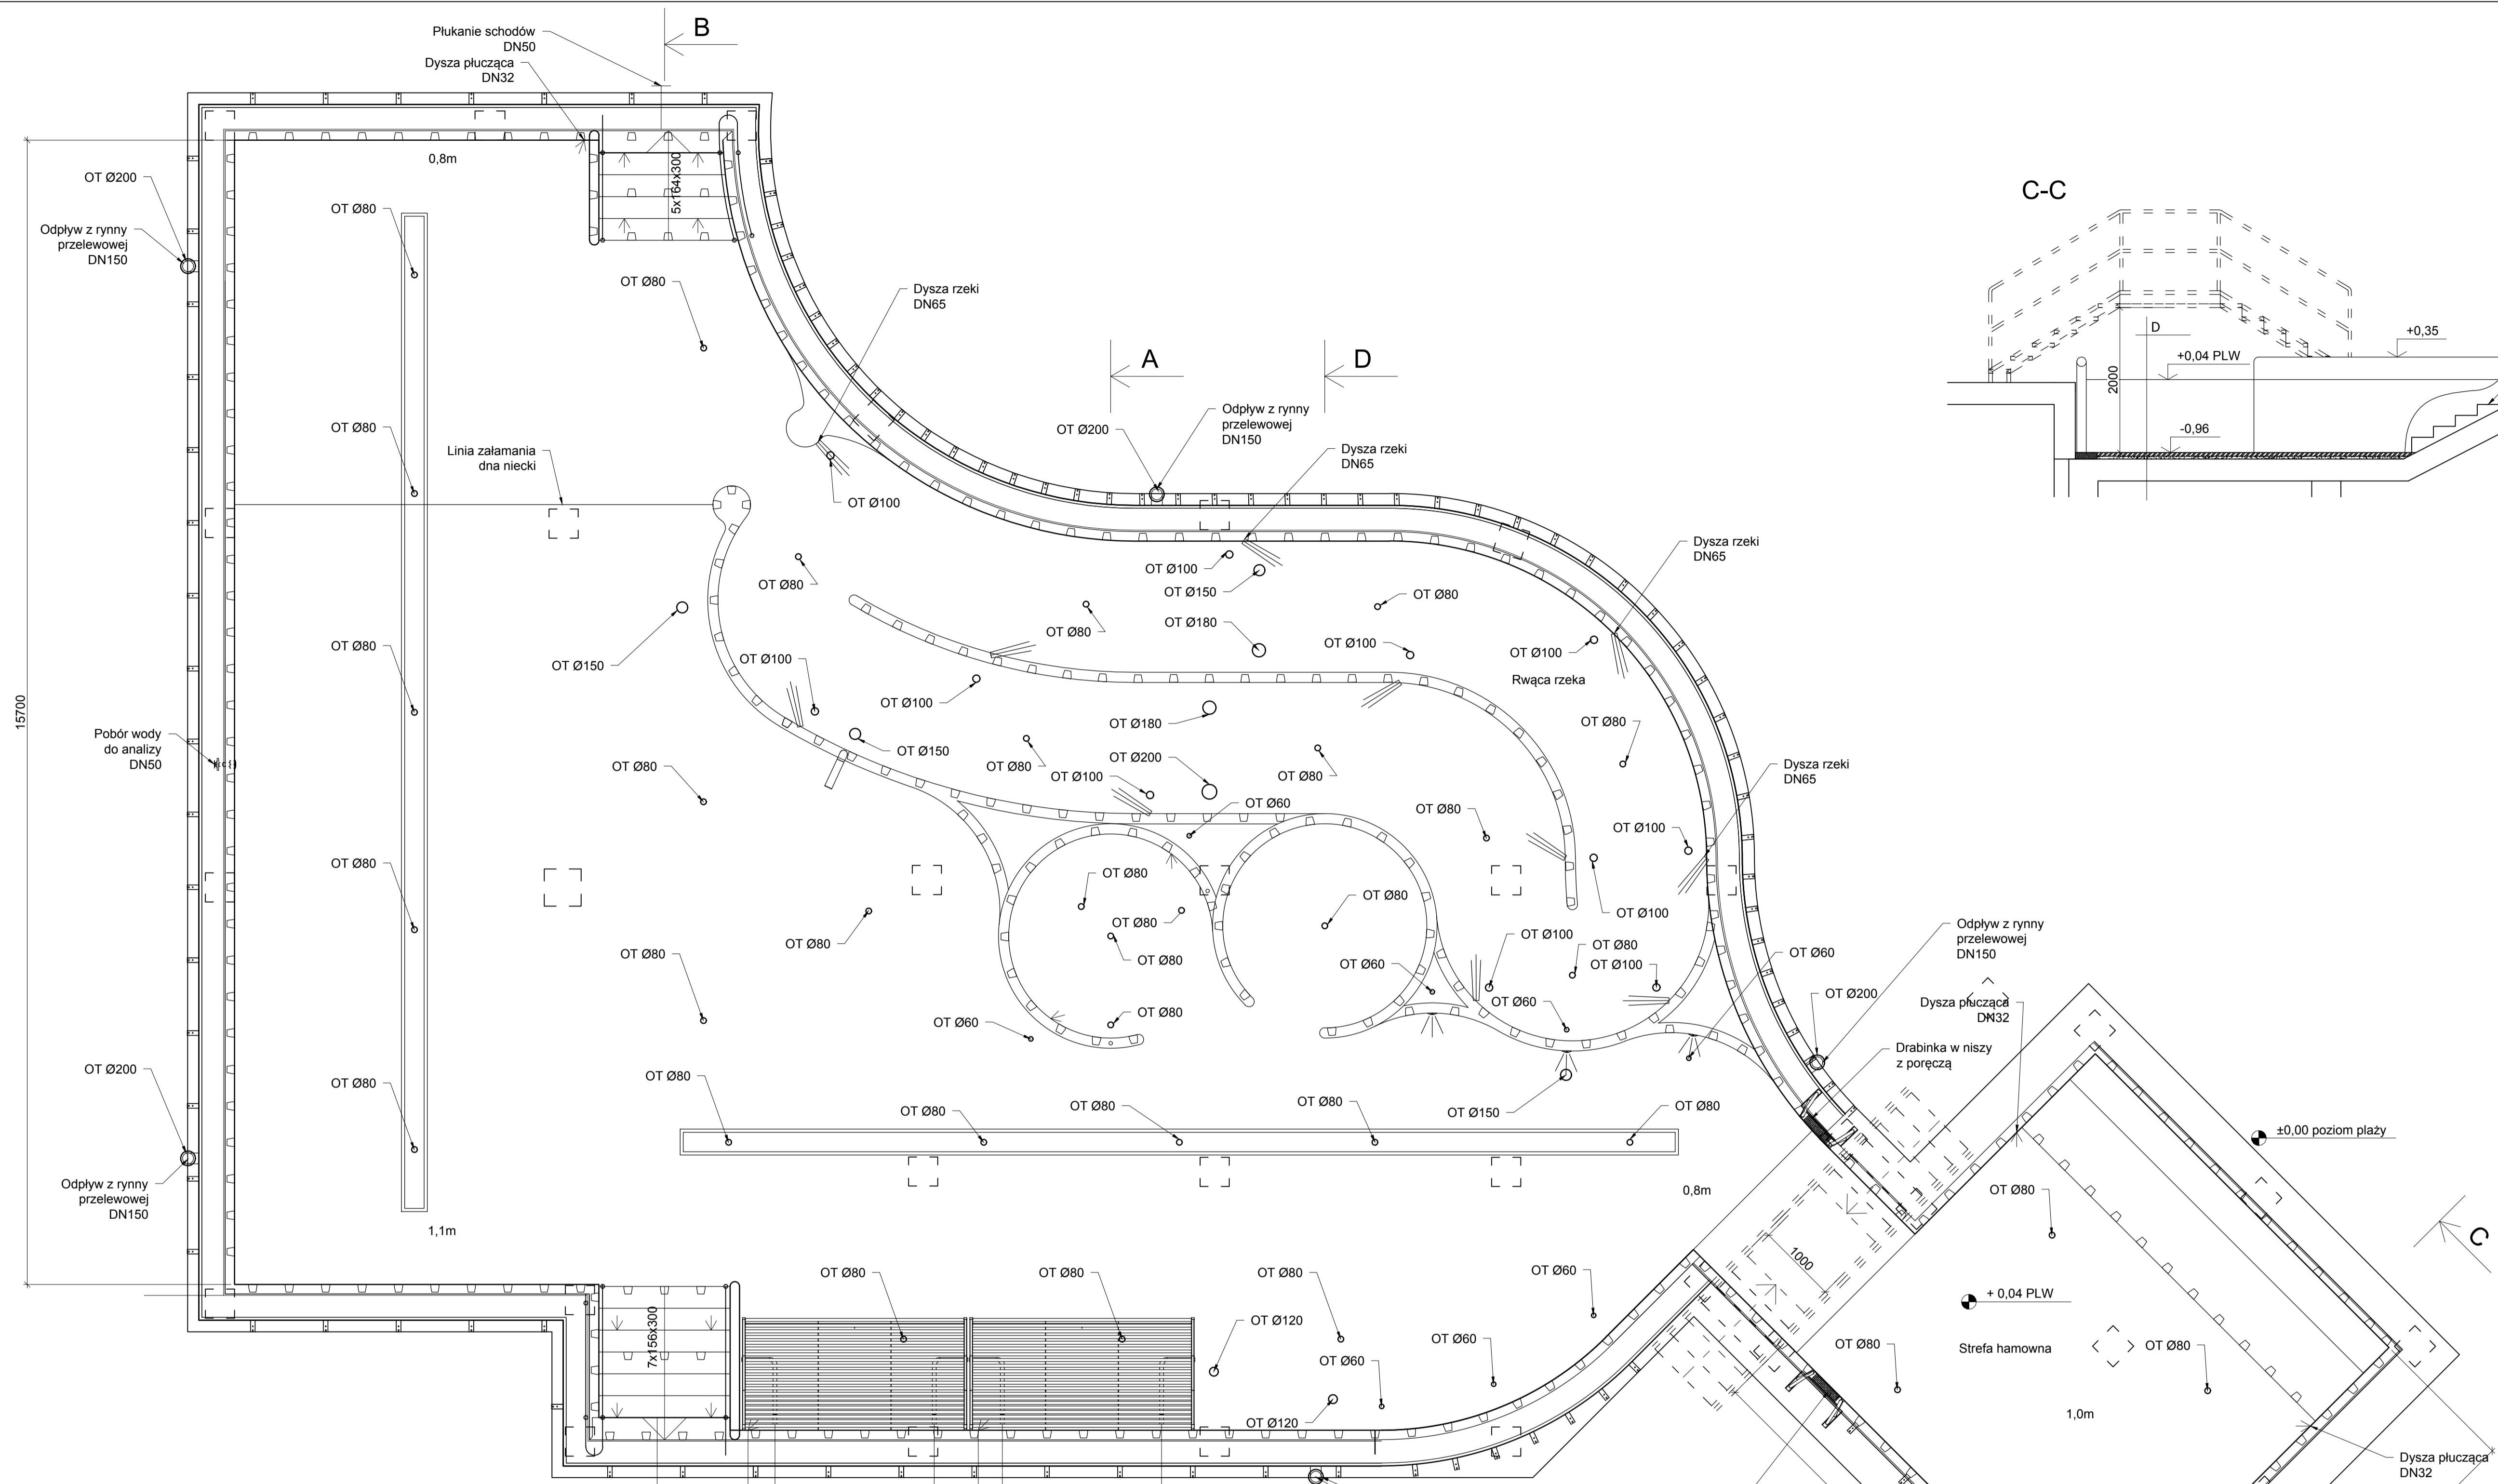 B
Płukanie schodów
DN50
Dysza płucząca
DN32
0,8m
5x164x300
OT Ø200
OT Ø80
Odpływ z rynny
przelewowej
DN150
C-C
OT Ø80
Dysza rzeki
DN65
D
+0,35
+0,04 PLW
2000
-0,96
A
D
OT Ø80
Linia załamania
dna niecki
OT Ø200
Odpływ z rynny
przelewowej
DN150
Dysza rzeki
DN65
OT Ø100
Dysza rzeki
DN65
OT Ø80
OT Ø100
OT Ø150
OT Ø80
OT Ø80
OT Ø180
OT Ø100
OT Ø100
OT Ø80
OT Ø150
OT Ø100
Rwąca rzeka
OT Ø100
15700
OT Ø180
OT Ø80
Pobór wody
do analizy
DN50
OT Ø150
OT Ø80
OT Ø80
OT Ø200
OT Ø100
OT Ø80
Dysza rzeki
DN65
OT Ø60
OT Ø80
OT Ø100
OT Ø80
OT Ø80
OT Ø80
OT Ø80
OT Ø100
OT Ø80
OT Ø80
OT Ø80
OT Ø80
OT Ø60
OT Ø100
OT Ø80
OT Ø100
OT Ø60
Odpływ z rynny
przelewowej
DN150
OT Ø200
Dysza płucząca
DN32
OT Ø60
OT Ø80
OT Ø60
Drabinka w niszy
z poręczą
OT Ø200
OT Ø80
OT Ø80
OT Ø80
OT Ø80
OT Ø80
OT Ø150
OT Ø80
±0,00 poziom plaży
Odpływ z rynny
przelewowej
DN150
1,1m
0,8m
OT Ø80
C
1000
OT Ø80
OT Ø80
OT Ø80
OT Ø60
+ 0,04 PLW
7x156x300
OT Ø120
OT Ø60
OT Ø60
OT Ø80
Strefa hamowna
OT Ø80
OT Ø120
1,0m
Dysza płucząca
DN32